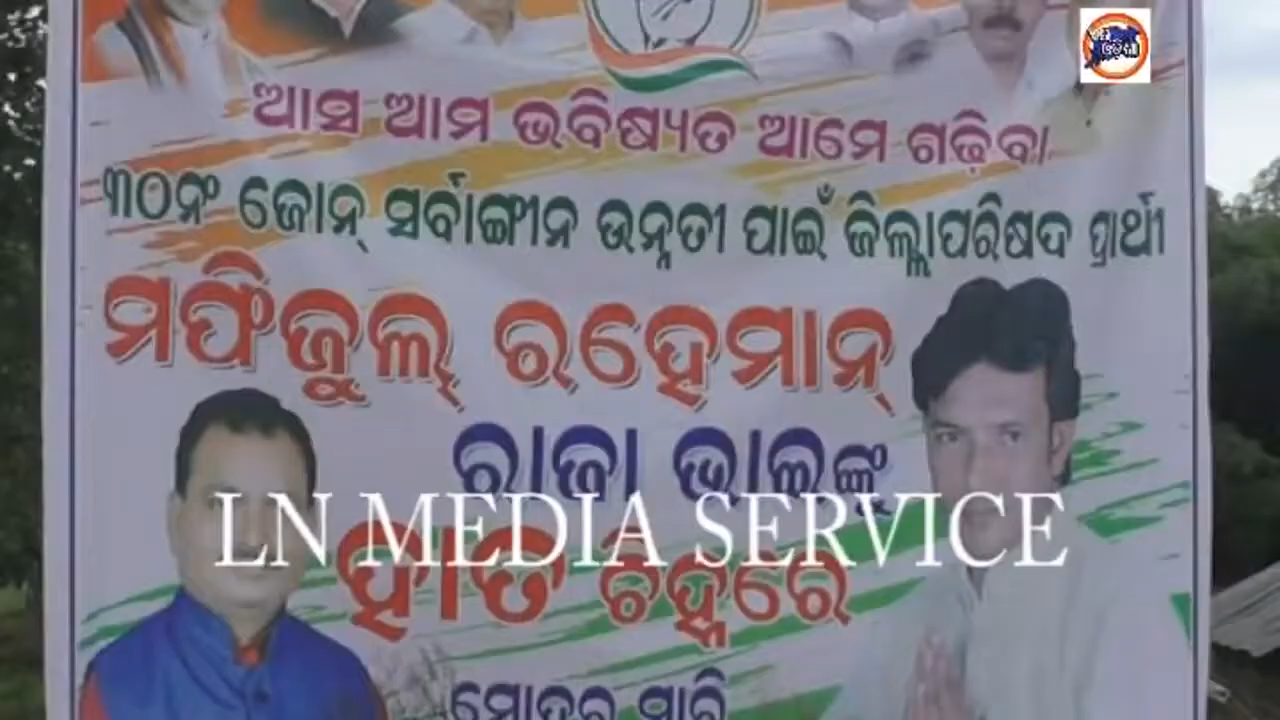 ଆସ ଆମ ଭବିଷ୍ୟତ ଆମେ ଗଢ଼ିବା
୩୦ନଂ ଜୋନ୍ ସର୍ବାଙ୍ଗୀନ ଉନ୍ନତୀ ପାଇଁ ଜିଲ୍ଲାପରିଷଦ ପ୍ରାର୍ଥୀ
ମଫିଜୁଲ୍ ରହେମାନ୍
ରାଜା ଭାଇଙ୍କୁ
LN MEDIA SERVICE
ହାତ ଚିହ୍ନରେ
ମୋହର ମାରି